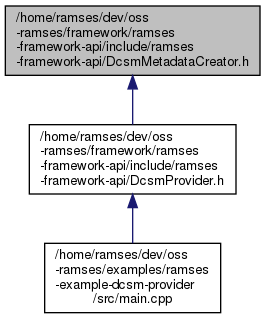 /home/ramses/dev/oss
-ramses/framework/ramses
-framework-api/include/ramses
-framework-api/DcsmMetadataCreator.h
/home/ramses/dev/oss
-ramses/framework/ramses
-framework-api/include/ramses
-framework-api/DcsmProvider.h
/home/ramses/dev/oss
-ramses/examples/ramses
-example-dcsm-provider
/src/main.cpp